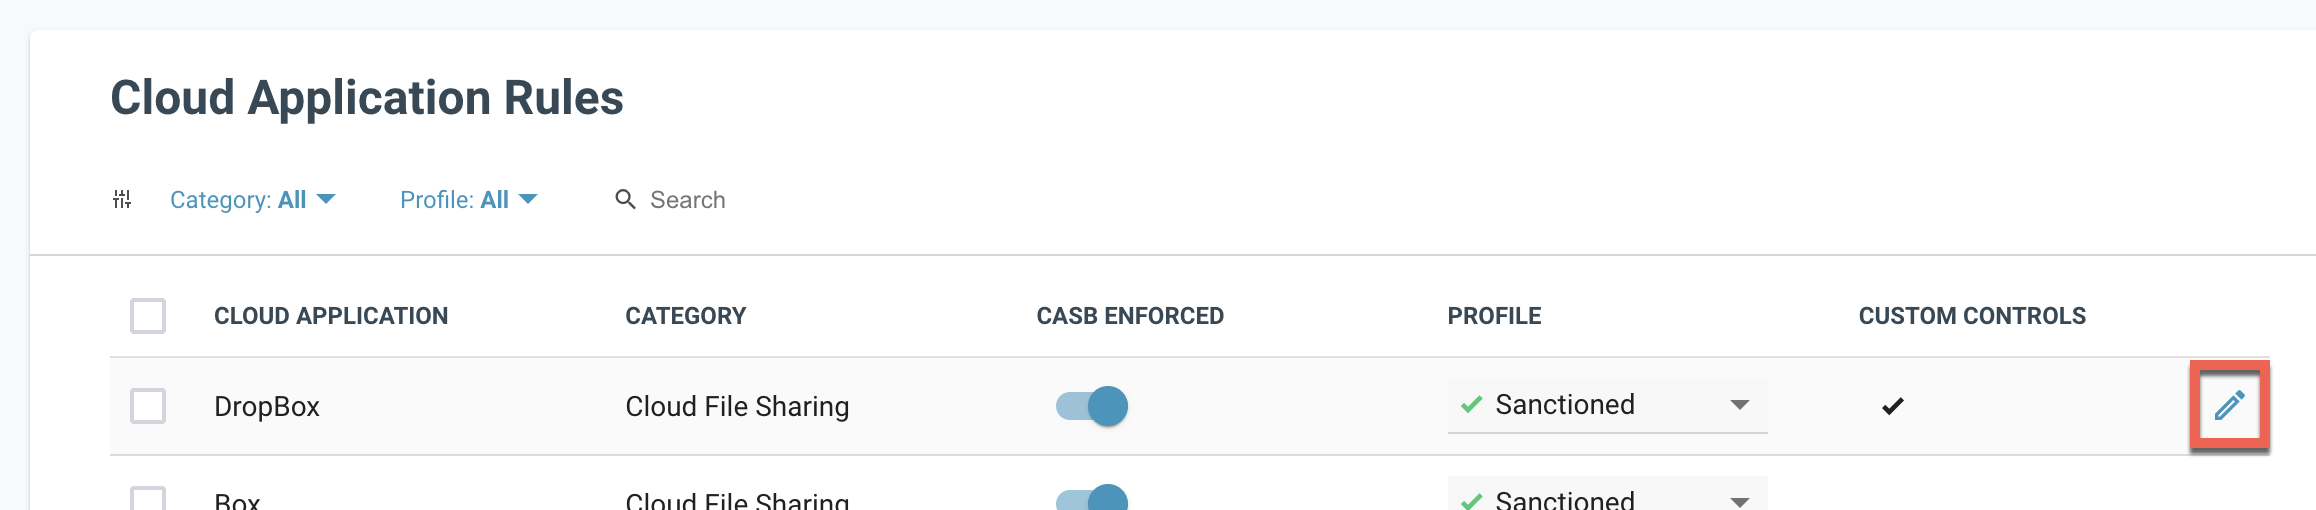 Cloud Application Rules
Category: All Profile: All Search
CLOUD APPLICATION CATEGORY CASB ENFORCED PROFILE CUSTOM CONTROLS
DropBox Cloud File Sharing Sanctioned
Box Cloud File Sharing Sanctioned